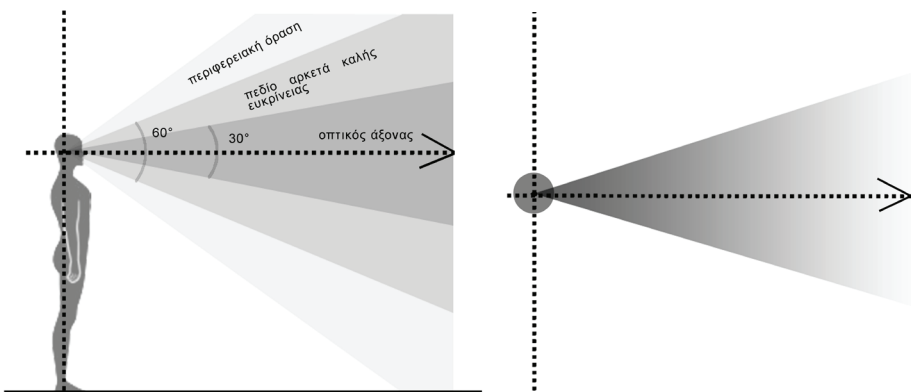 περιφερειακή όραση
πεδίο αρκετά καλής
ευκρίνειας
60°
30°
οπτικός άξονας